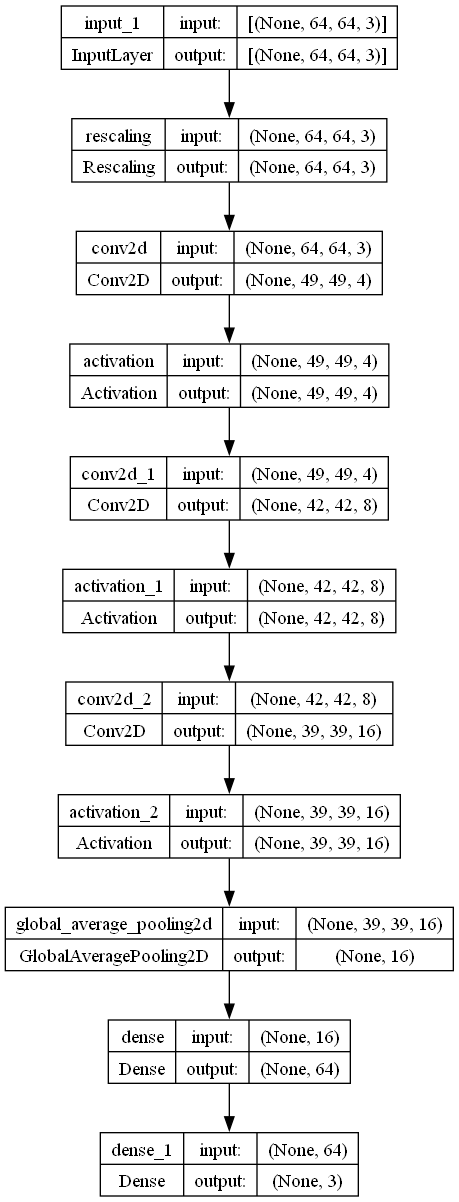 input_1 input: [(None, 64, 64, 3)]
InputLayer output: [(None, 64, 64, 3)]
rescaling input: (None, 64, 64, 3)
Rescaling output: (None, 64, 64, 3)
conv2d input: (None, 64, 64, 3)
Conv2D output: (None, 49, 49, 4)
activation input: (None, 49, 49, 4)
Activation output: (None, 49, 49, 4)
conv2d_1 input: (None, 49, 49, 4)
Conv2D output: (None, 42, 42, 8)
activation_1 input: (None, 42, 42, 8)
Activation output: (None, 42, 42, 8)
conv2d_2 input: (None, 42, 42, 8)
Conv2D output: (None, 39, 39, 16)
activation_2 input: (None, 39, 39, 16)
Activation output: (None, 39, 39, 16)
global_average_pooling2d input: (None, 39, 39, 16)
GlobalAveragePooling2D output: (None, 16)
dense input: (None, 16)
Dense output: (None, 64)
dense_1 input: (None, 64)
Dense output: (None, 3)